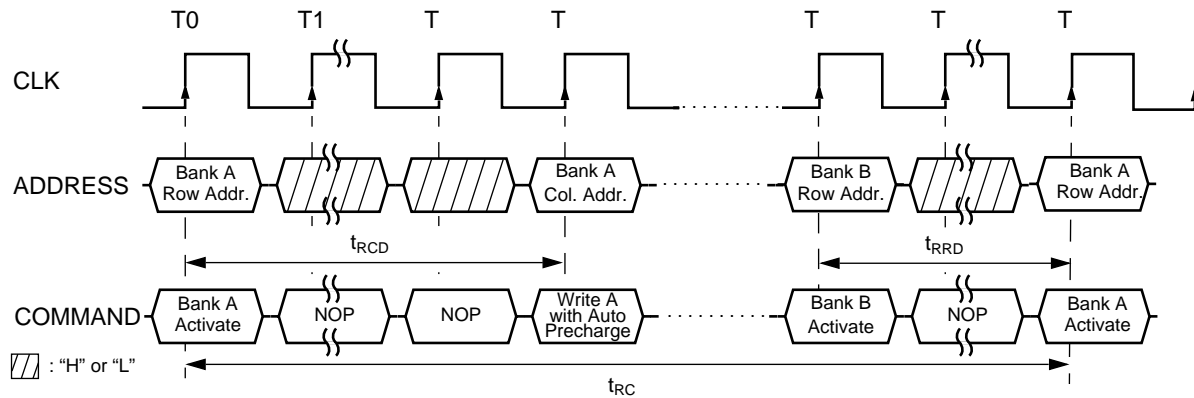 T0 T1 T T T T T
CLK
ADDRESS
Bank A
Row Addr.
Bank A
Col. Addr.
Bank B
Row Addr.
Bank A
Row Addr.
tRCD
tRRD
COMMAND
Bank A
Activate
NOP
NOP
Write A
with Auto
Precharge
Bank B
Activate
NOP
Bank A
Activate
: “H” or “L”
tRC